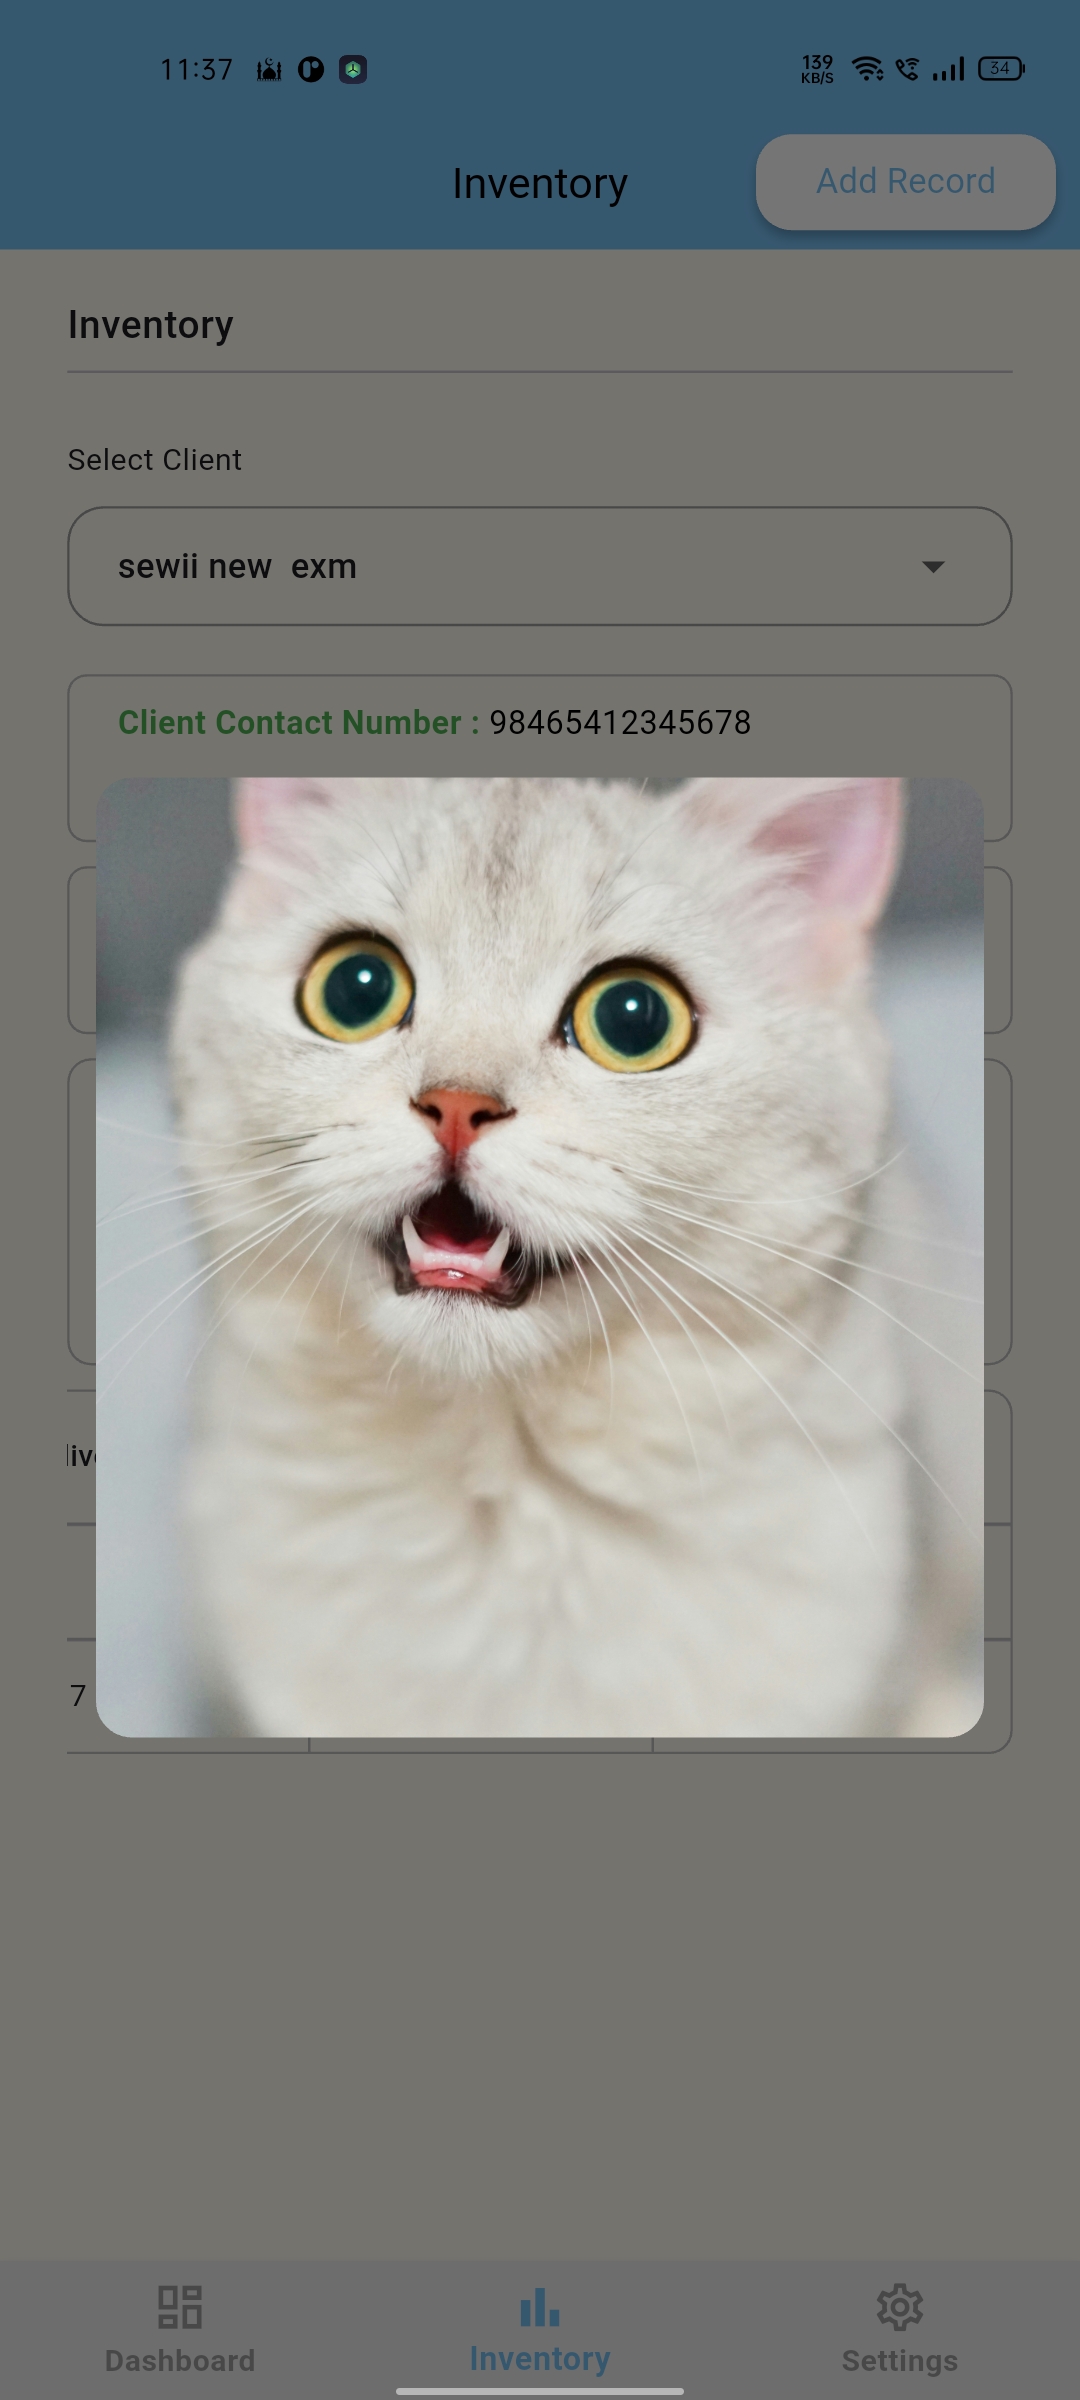 11:37
139
KB/S
34
Inventory
Add Record
Inventory
Select Client
sewii new  exm
Client Contact Number : 98465412345678
7
Dashboard
Inventory
Settings